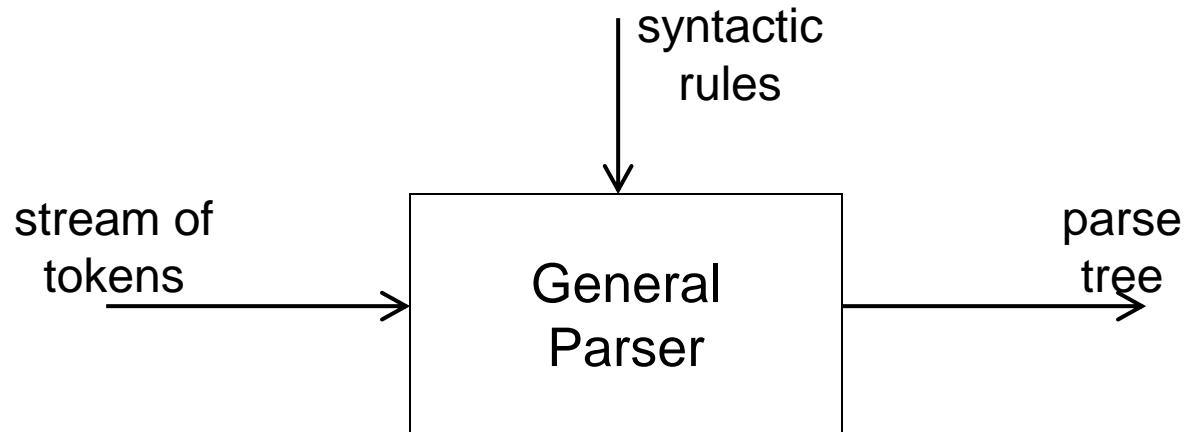 syntactic
rules
stream of
tokens
General
Parser
parse
tree